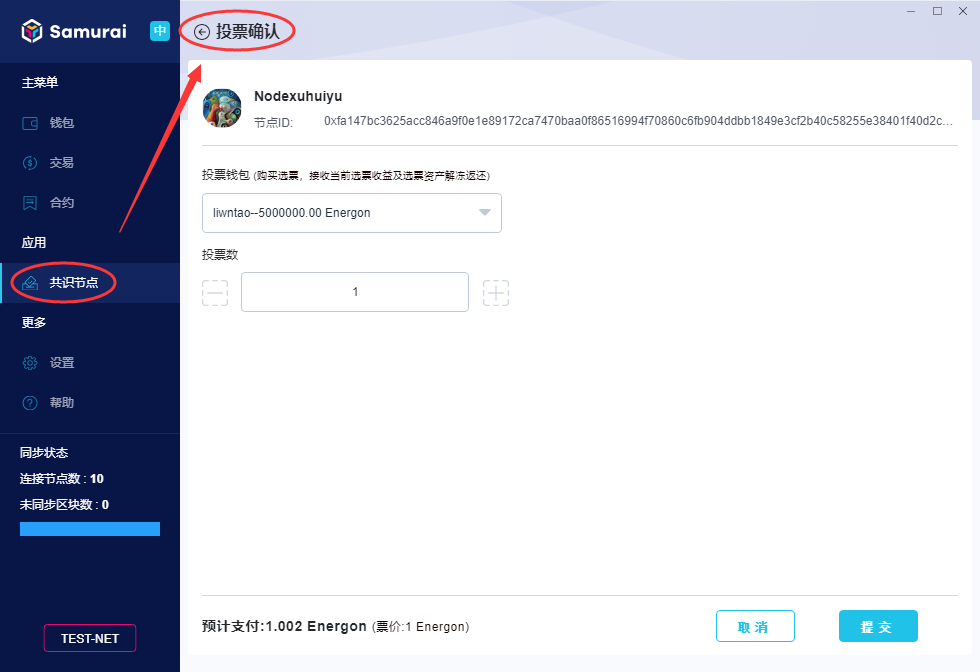 Samurai
中
主菜单
钱包
交易
合约
应用
共识节点
更多
设置
帮助
同步状态
连接节点数 : 10
未同步区块数 : 0
TEST-NET
投票确认
Nodexuhuiyu
节点ID: 0xfa147bc3625acc846a9f0e1e89172ca7470baa0f86516994f70860c6fb904ddbb1849e3cf2b40c58255e38401f40d2c...
投票钱包 (购买选票，接收当前选票收益及选票资产解冻返还)
liwntao--5000000.00 Energon
投票数
1
预计支付:1.002 Energon (票价:1 Energon)
取 消
提 交